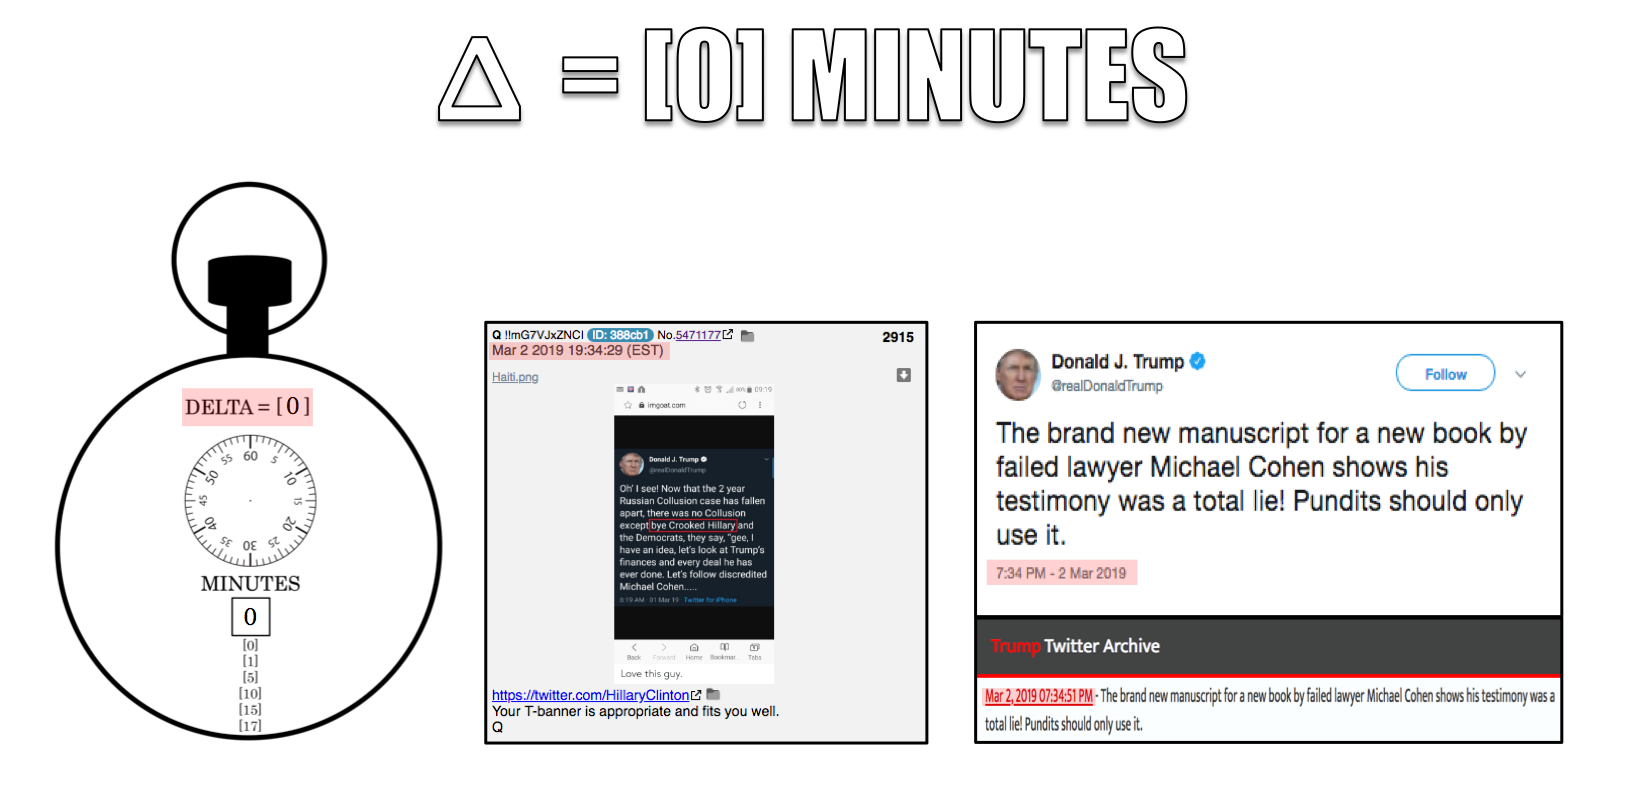 Δ = [0] MINUTES
DELTA = [ 0 ]
60
5
10
15
20
25
30
35
40
45
50
55
MINUTES
0
[0]
[1]
[5]
[10]
[15]
[17]
Q !!mG7VJxZNCI ID: 388cb1 No.5471177 2915
Mar 2 2019 19:34:29 (EST)
Haiti.png
80% 09:19
imgoat.com
Donald J. Trump
@realDonaldTrump
Oh' I see! Now that the 2 year
Russian Collusion case has fallen
apart, there was no Collusion
except bye Crooked Hillary and
the Democrats, they say, "gee, I
have an idea, let's look at Trump's
finances and every deal he has
ever done. Let's follow discredited
Michael Cohen.....
8:19 AM · 01 Mar 19 · Twitter for iPhone
Back Forward Home Bookmar... Tabs
Love this guy.
https://twitter.com/HillaryClinton
Your T-banner is appropriate and fits you well.
Q
Donald J. Trump
@realDonaldTrump
Follow
The brand new manuscript for a new book by
failed lawyer Michael Cohen shows his
testimony was a total lie! Pundits should only
use it.
7:34 PM - 2 Mar 2019
Trump Twitter Archive
Mar 2, 2019 07:34:51 PM - The brand new manuscript for a new book by failed lawyer Michael Cohen shows his testimony was a
total lie! Pundits should only use it.